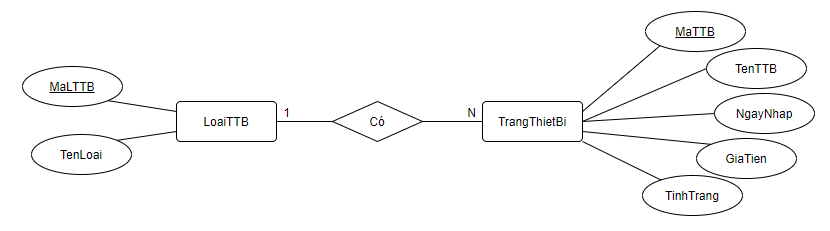 MaTTB
TenTTB
MaLTTB
NgayNhap
LoaiTTB
1
Có
N
TrangThietBi
TenLoai
GiaTien
TinhTrang